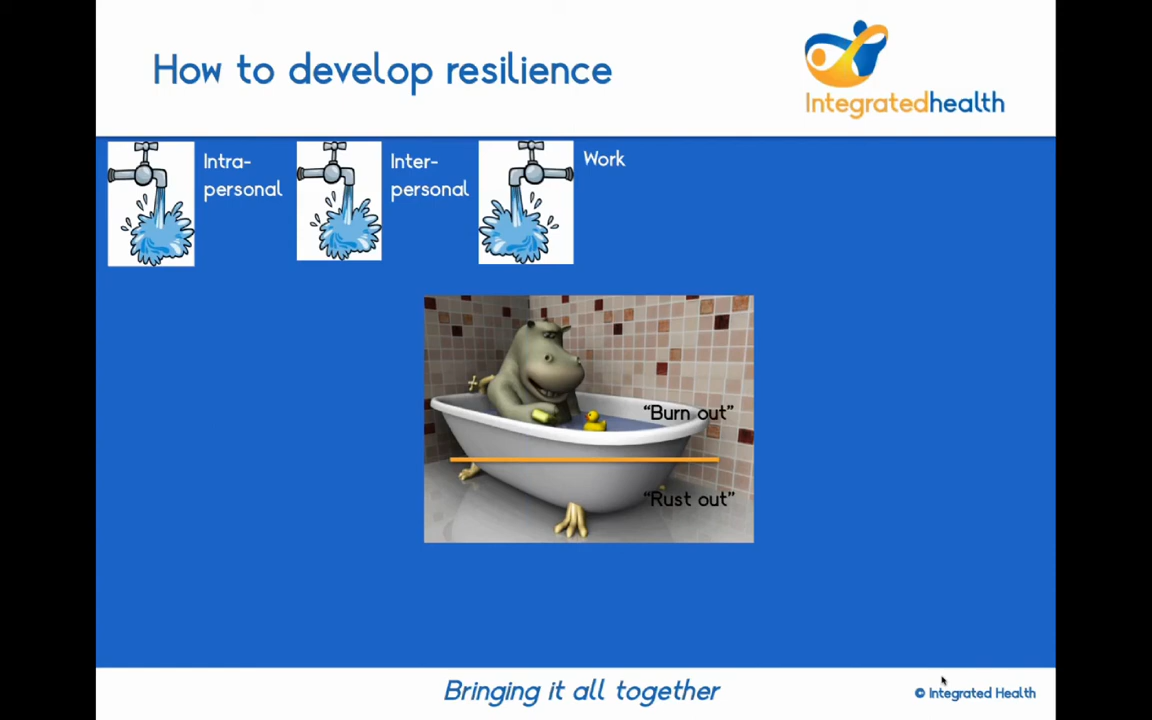 How to develop resilience
Integratedhealth
Intra-
personal
Inter-
personal
Work
“Burn out”
“Rust out”
Bringing it all together
© Integrated Health